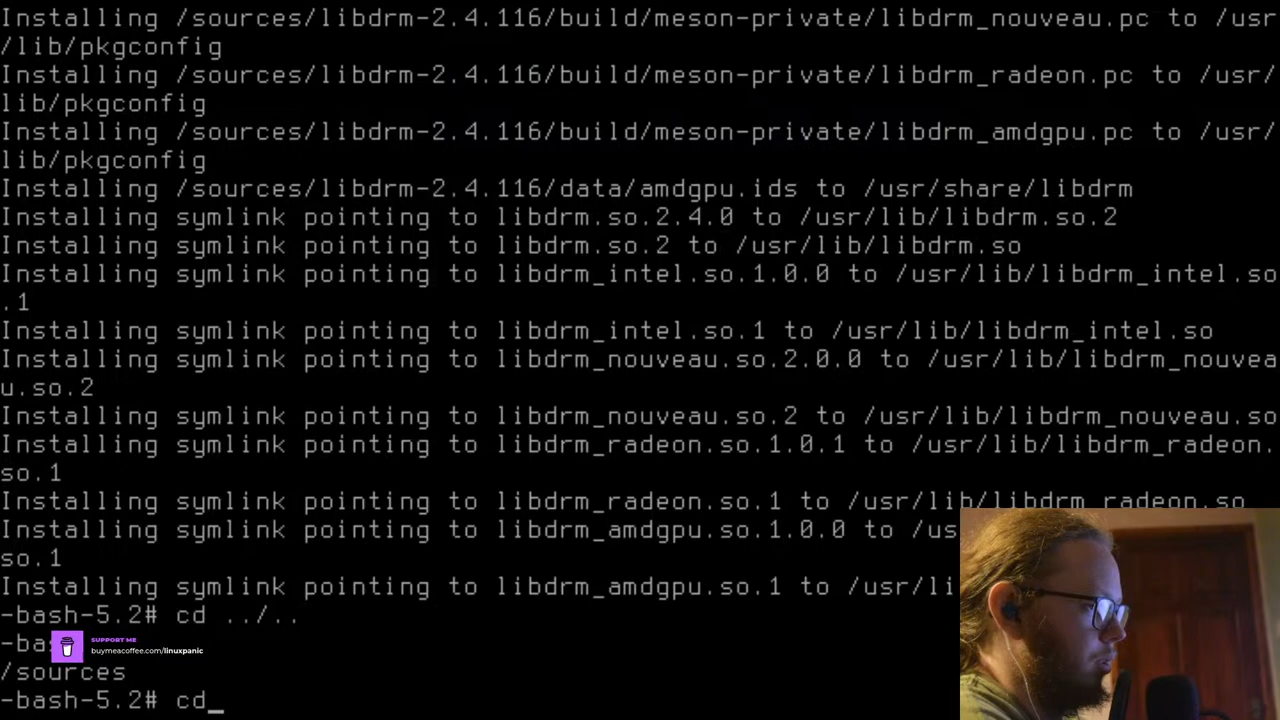 Installing /sources/libdrm-2.4.116/build/meson-private/libdrm_nouveau.pc to /usr
/lib/pkgconfig
Installing /sources/libdrm-2.4.116/build/meson-private/libdrm_radeon.pc to /usr/
lib/pkgconfig
Installing /sources/libdrm-2.4.116/build/meson-private/libdrm_amdgpu.pc to /usr/
lib/pkgconfig
Installing /sources/libdrm-2.4.116/data/amdgpu.ids to /usr/share/libdrm
Installing symlink pointing to libdrm.so.2.4.0 to /usr/lib/libdrm.so.2
Installing symlink pointing to libdrm.so.2 to /usr/lib/libdrm.so
Installing symlink pointing to libdrm_intel.so.1.0.0 to /usr/lib/libdrm_intel.so
.1
Installing symlink pointing to libdrm_intel.so.1 to /usr/lib/libdrm_intel.so
Installing symlink pointing to libdrm_nouveau.so.2.0.0 to /usr/lib/libdrm_nouvea
u.so.2
Installing symlink pointing to libdrm_nouveau.so.2 to /usr/lib/libdrm_nouveau.so
Installing symlink pointing to libdrm_radeon.so.1.0.1 to /usr/lib/libdrm_radeon.
so.1
Installing symlink pointing to libdrm_radeon.so.1 to /usr/lib/libdrm_radeon.so
Installing symlink pointing to libdrm_amdgpu.so.1.0.0 to /us
so.1
Installing symlink pointing to libdrm_amdgpu.so.1 to /usr/li
-bash-5.2# cd ../..
-ba
SUPPORT ME
buymeacoffee.com/linuxpanic
/sources
-bash-5.2# cd_